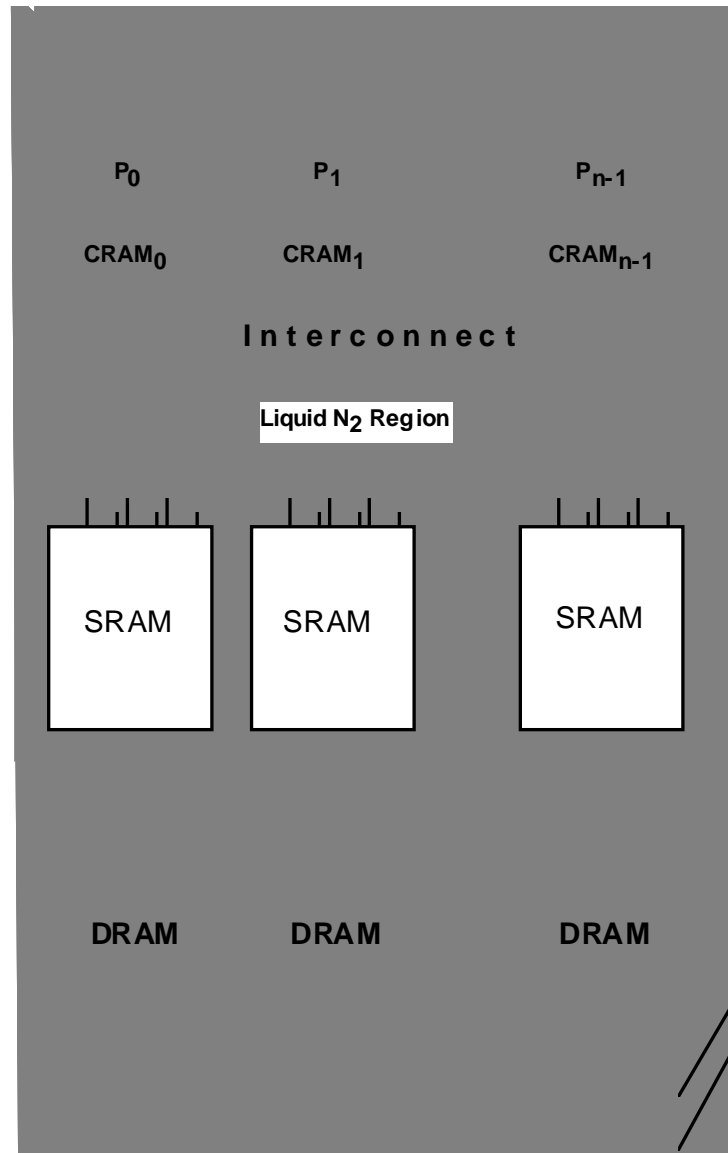 P0 P1 Pn-1
CRAM0 CRAM1 CRAMn-1
Interconnect
Liquid N2 Region
SRAM SRAM SRAM
DRAM DRAM DRAM